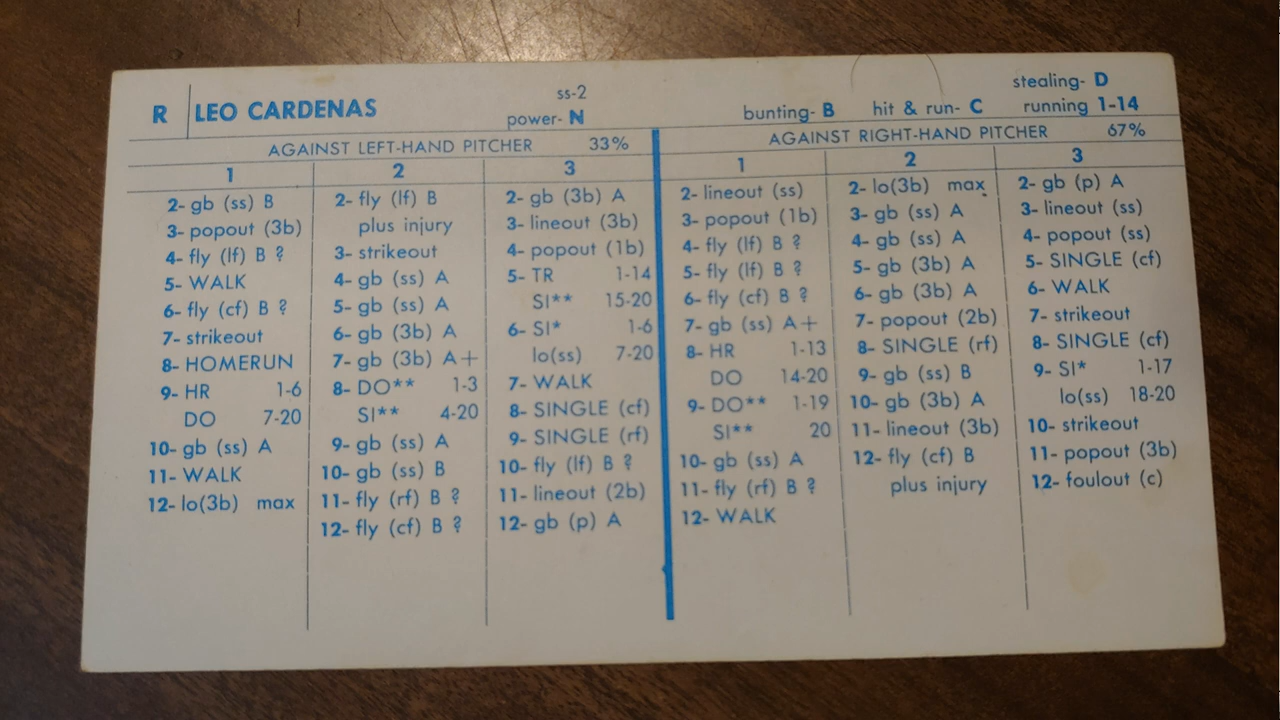 R LEO CARDENAS ss-2 power- N bunting- B hit & run- C stealing- D running 1-14
AGAINST LEFT-HAND PITCHER 33%
1
2- gb (ss) B
3- popout (3b)
4- fly (lf) B ?
5- WALK
6- fly (cf) B ?
7- strikeout
8- HOMERUN
9- HR 1-6
DO 7-20
10- gb (ss) A
11- WALK
12- lo(3b) max
2
2- fly (lf) B
plus injury
3- strikeout
4- gb (ss) A
5- gb (ss) A
6- gb (3b) A
7- gb (3b) A+
8- DO** 1-3
SI** 4-20
9- gb (ss) A
10- gb (ss) B
11- fly (rf) B ?
12- fly (cf) B ?
3
2- gb (3b) A
3- lineout (3b)
4- popout (1b)
5- TR 1-14
SI** 15-20
6- SI* 1-6
lo(ss) 7-20
7- WALK
8- SINGLE (cf)
9- SINGLE (rf)
10- fly (lf) B ?
11- lineout (2b)
12- gb (p) A
AGAINST RIGHT-HAND PITCHER 67%
1
2- lineout (ss)
3- popout (1b)
4- fly (lf) B ?
5- fly (lf) B ?
6- fly (cf) B ?
7- gb (ss) A+
8- HR 1-13
DO 14-20
9- DO** 1-19
SI** 20
10- gb (ss) A
11- fly (rf) B ?
12- WALK
2
2- lo(3b) max
3- gb (ss) A
4- gb (ss) A
5- gb (3b) A
6- gb (3b) A
7- popout (2b)
8- SINGLE (rf)
9- gb (ss) B
10- gb (3b) A
11- lineout (3b)
12- fly (cf) B
plus injury
3
2- gb (p) A
3- lineout (ss)
4- popout (ss)
5- SINGLE (cf)
6- WALK
7- strikeout
8- SINGLE (cf)
9- SI* 1-17
lo(ss) 18-20
10- strikeout
11- popout (3b)
12- foulout (c)